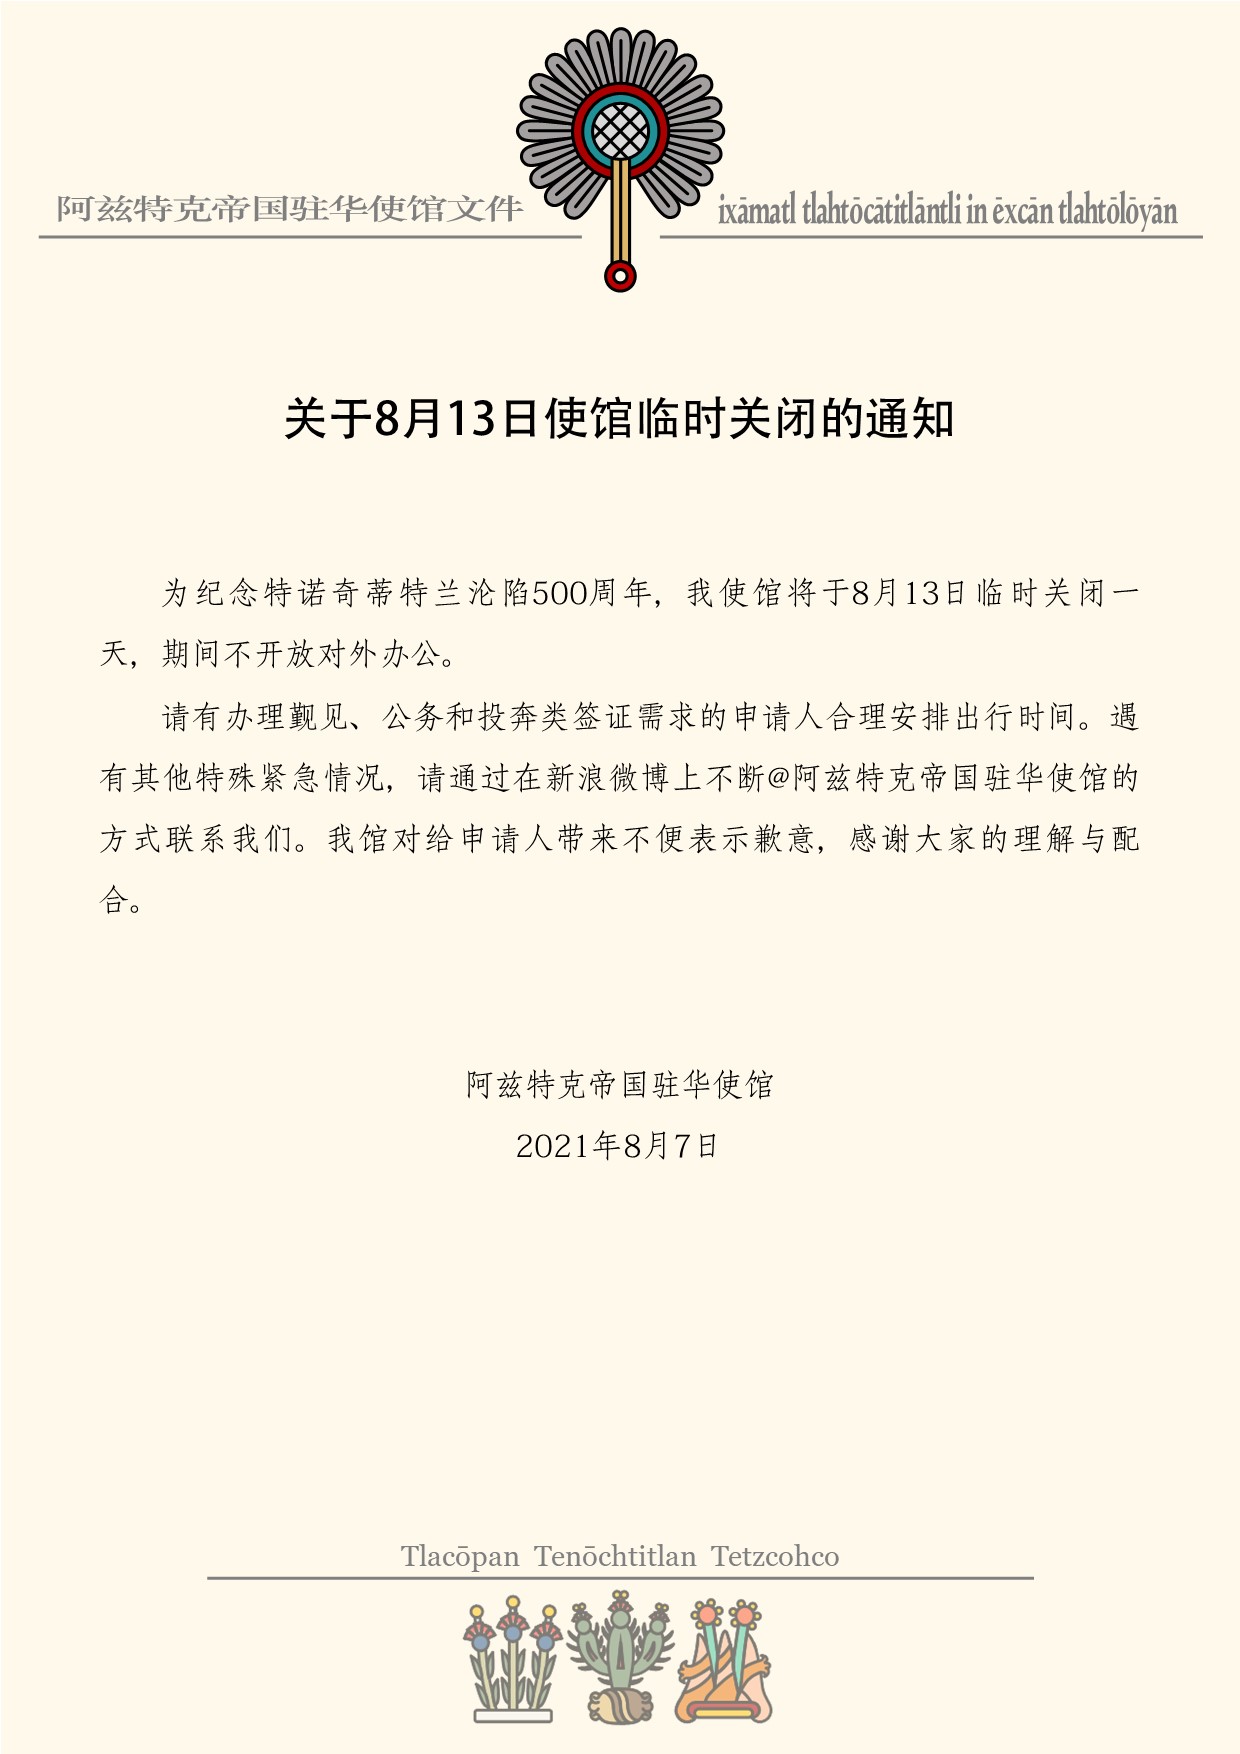 阿兹特克帝国驻华使馆文件
ixāmatl tlahtōcātitlāntli in ēxcān tlahtōlōyān
关于8月13日使馆临时关闭的通知
为纪念特诺奇蒂特兰沦陷500周年，我使馆将于8月13日临时关闭一
天，期间不开放对外办公。
请有办理觐见、公务和投奔类签证需求的申请人合理安排出行时间。遇
有其他特殊紧急情况，请通过在新浪微博上不断@阿兹特克帝国驻华使馆的
方式联系我们。我馆对给申请人带来不便表示歉意，感谢大家的理解与配
合。
阿兹特克帝国驻华使馆
2021年8月7日
Tlacōpan Tenōchtitlan Tetzcohco